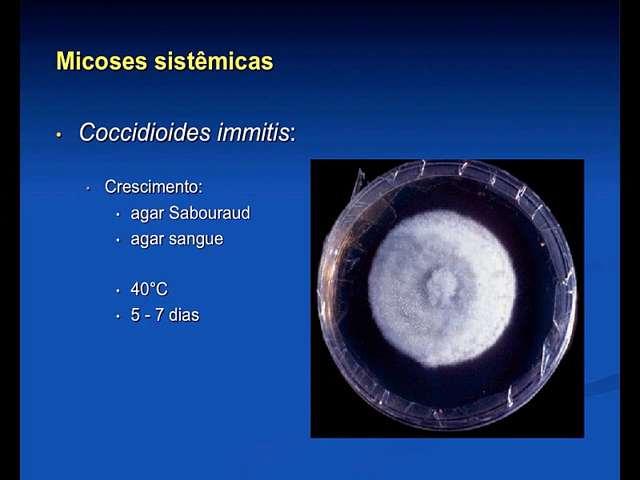 Micoses sistêmicas
• Coccidioides immitis:
• Crescimento:
• agar Sabouraud
• agar sangue
• 40°C
• 5 - 7 dias